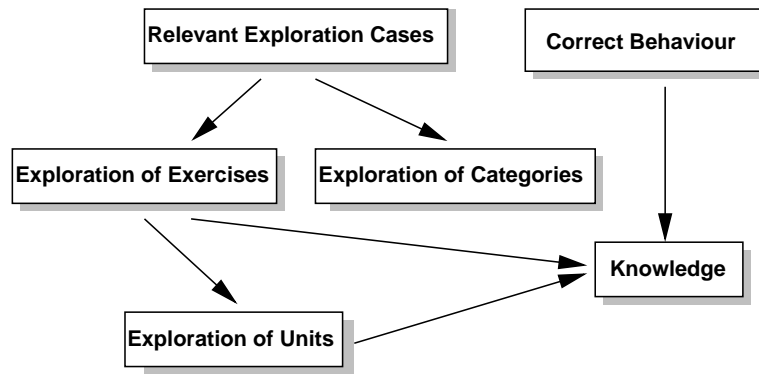 Relevant Exploration Cases
Correct Behaviour
Exploration of Exercises
Exploration of Categories
Knowledge
Exploration of Units